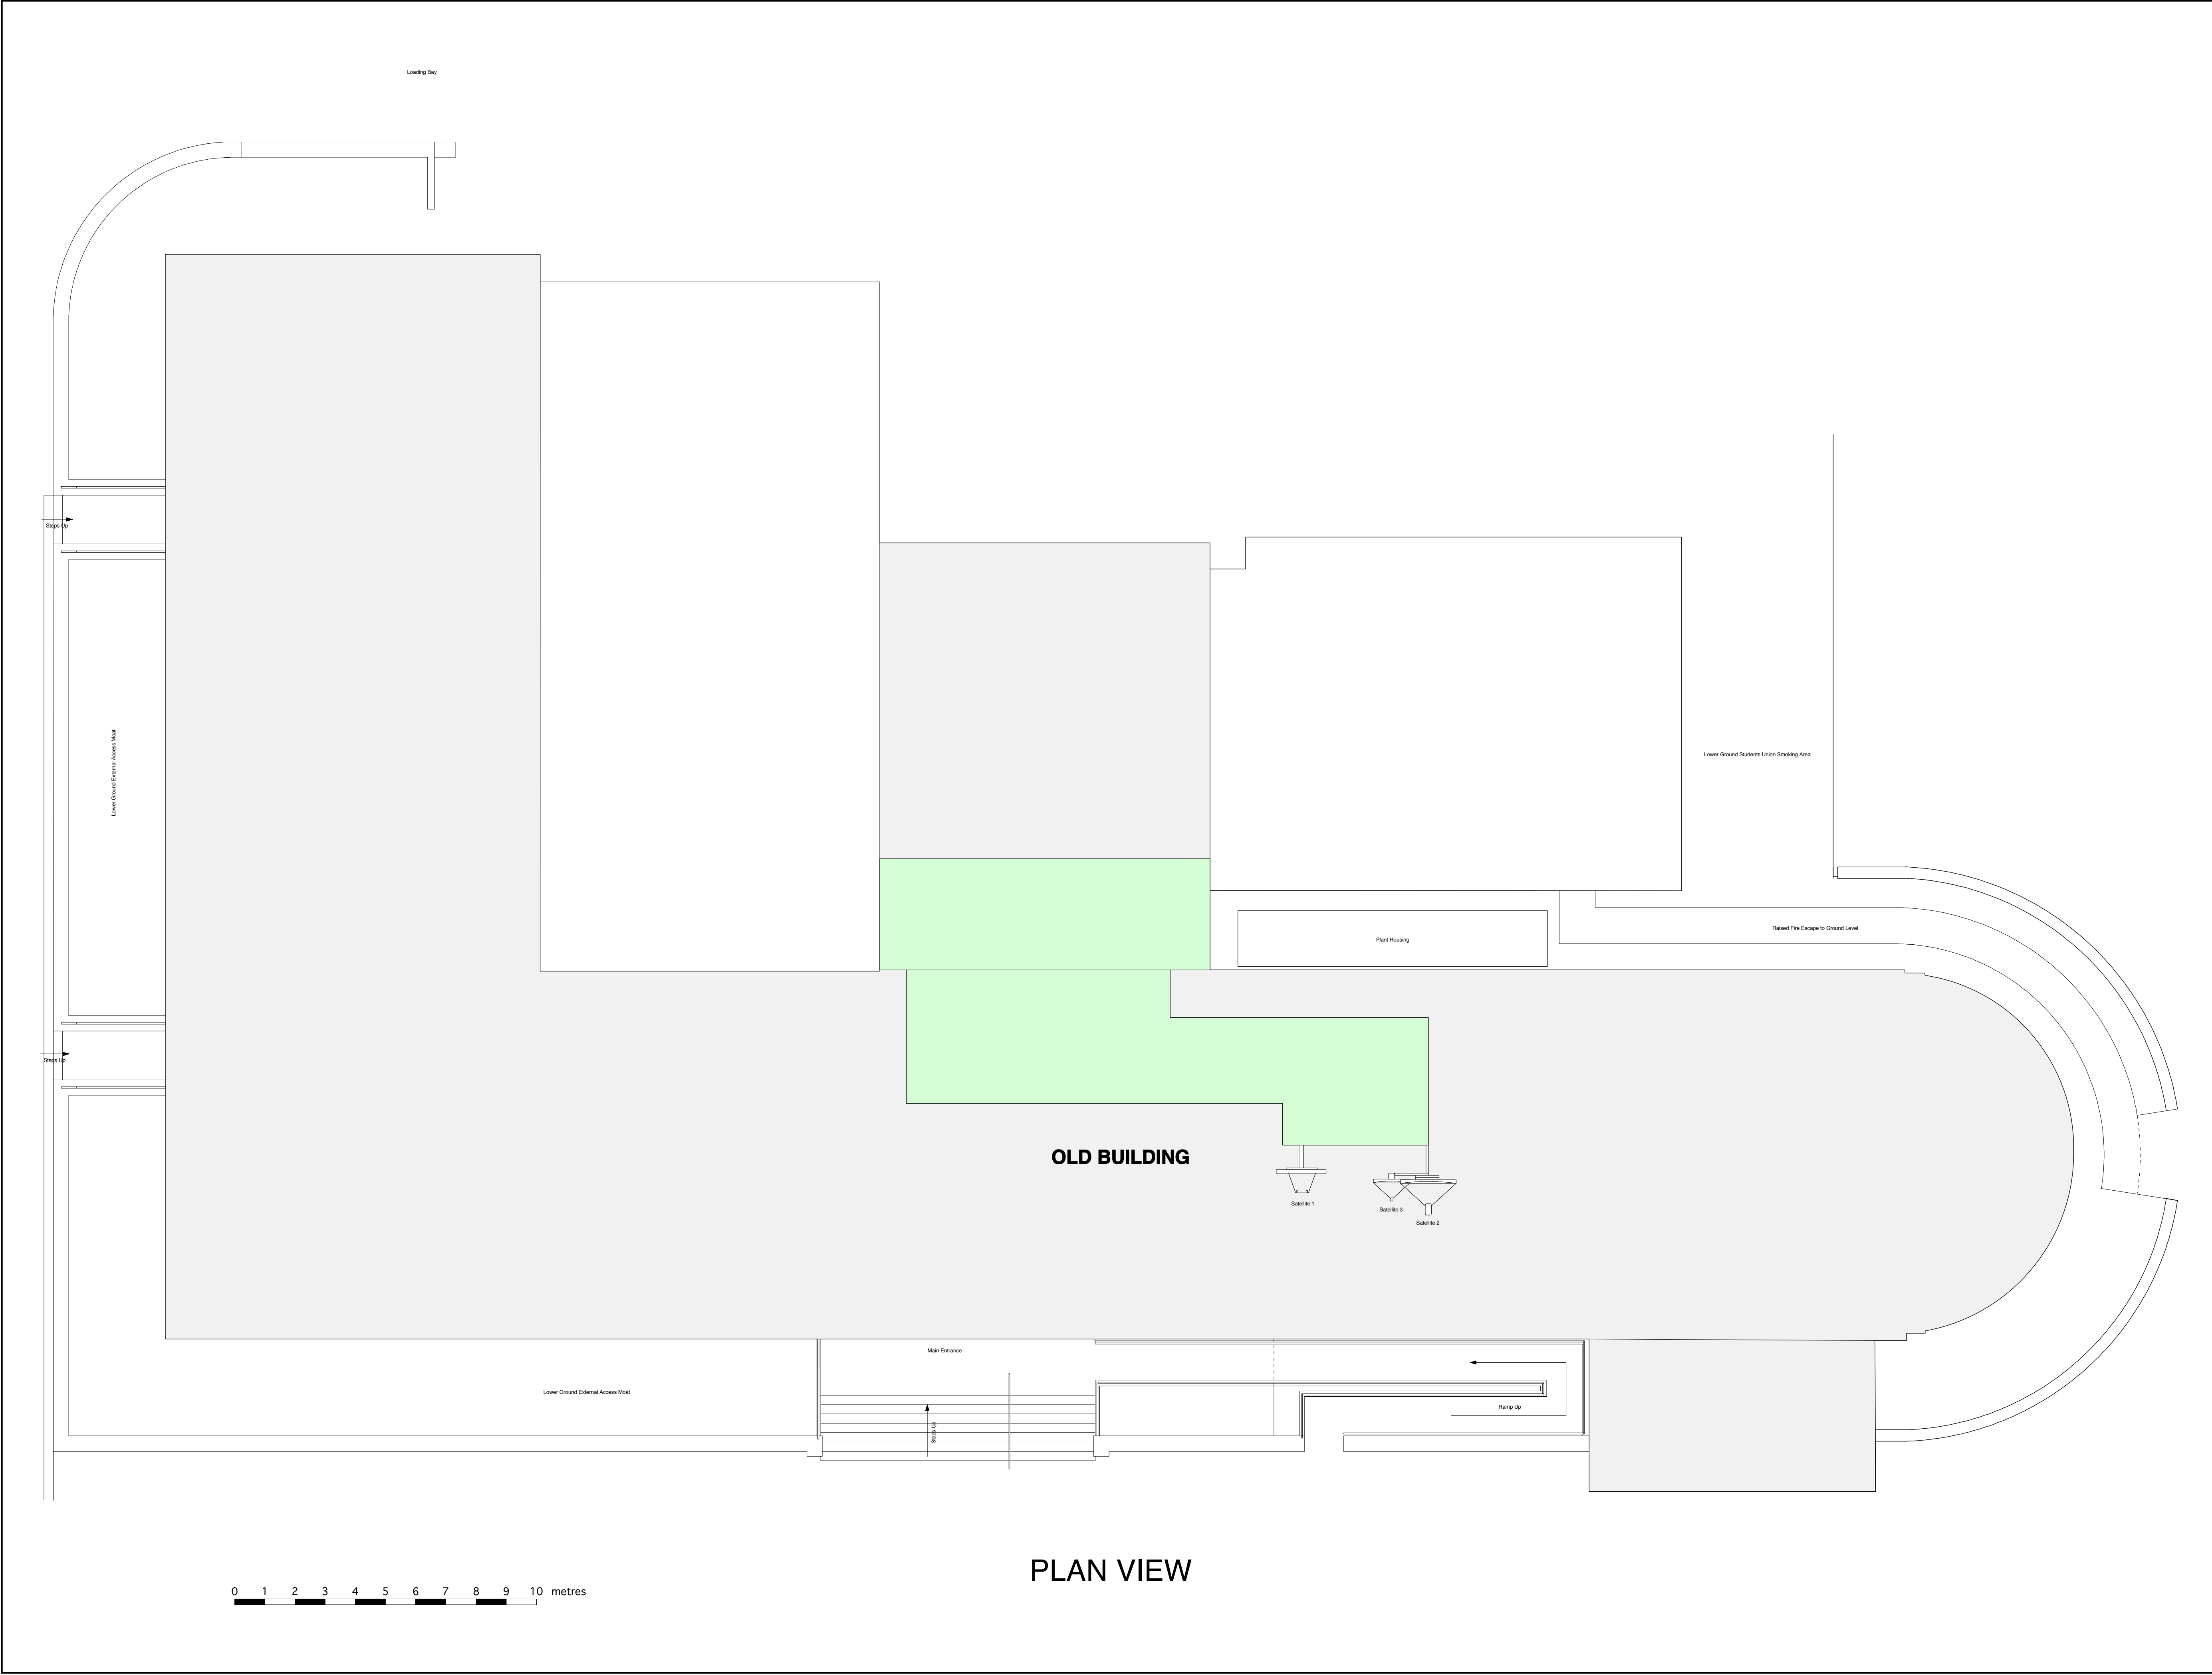 Loading Bay
Steps Up
Lower Ground External Access Moat
Lower Ground Students Union Smoking Area
Raised Fire Escape to Ground Level
Plant Housing
Steps Up
OLD BUILDING
Satellite 1
Satellite 3
Satellite 2
Main Entrance
Lower Ground External Access Moat
Steps Up
Ramp Up
PLAN VIEW
0 1 2 3 4 5 6 7 8 9 10 metres